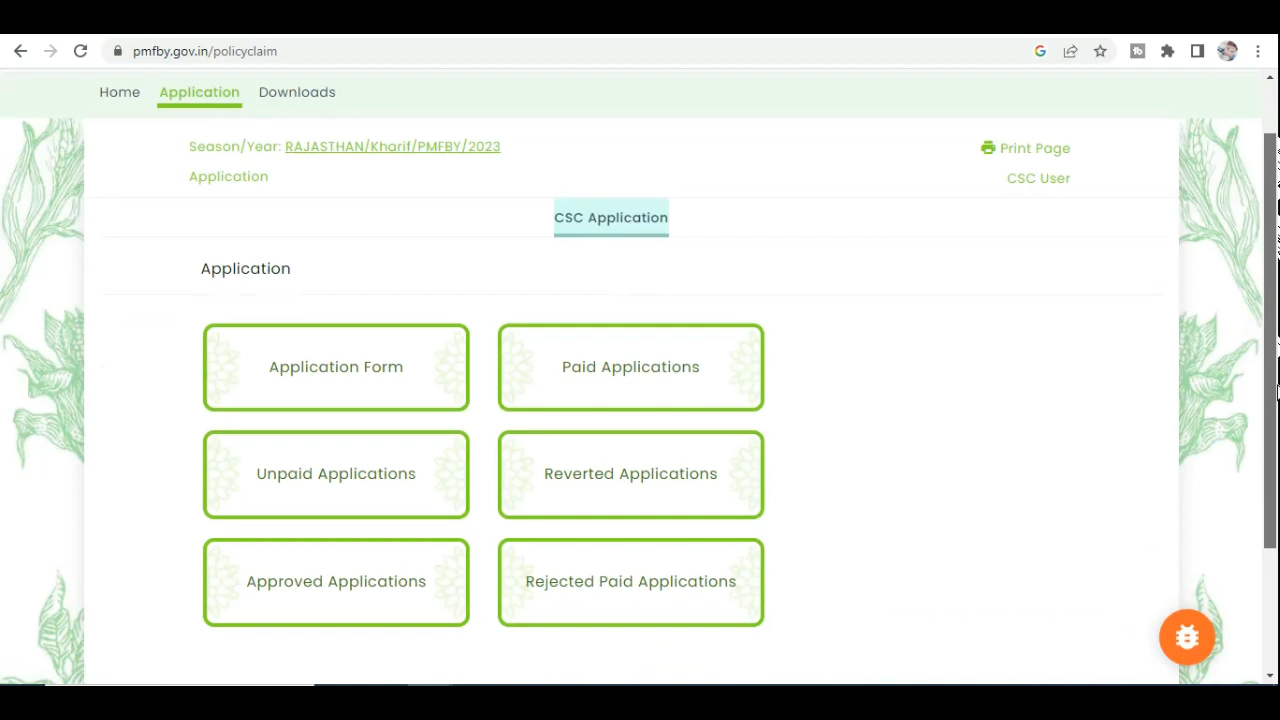 pmfby.gov.in/policyclaim
Home Application Downloads
Season/Year: RAJASTHAN/Kharif/PMFBY/2023
Print Page
Application
CSC User
CSC Application
Application
Application Form
Paid Applications
Unpaid Applications
Reverted Applications
Approved Applications
Rejected Paid Applications